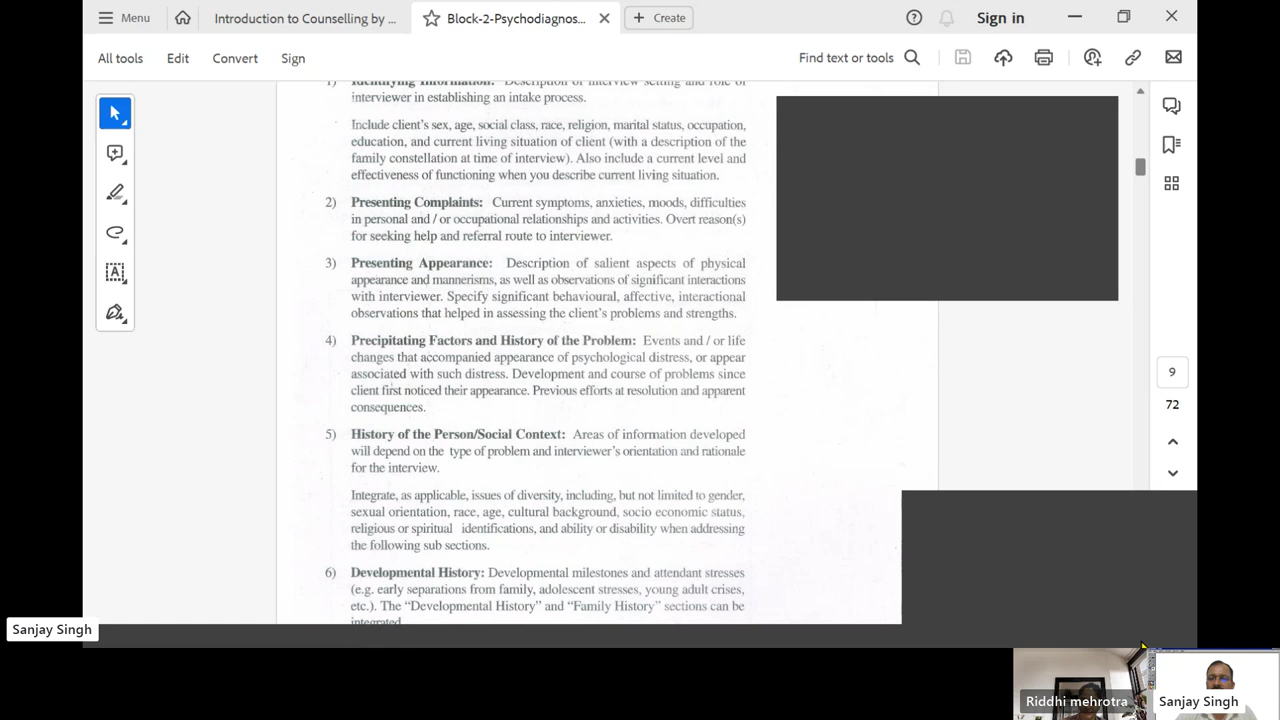 Menu
Introduction to Counselling by ...
Block-2-Psychodiagnos...
Create
Sign in
All tools
Edit
Convert
Sign
Find text or tools
1) Identifying Information: Description of interview setting and role of
interviewer in establishing an intake process.
Include client's sex, age, social class, race, religion, marital status, occupation,
education, and current living situation of client (with a description of the
family constellation at time of interview). Also include a current level and
effectiveness of functioning when you describe current living situation.
2) Presenting Complaints: Current symptoms, anxieties, moods, difficulties
in personal and / or occupational relationships and activities. Overt reason(s)
for seeking help and referral route to interviewer.
3) Presenting Appearance: Description of salient aspects of physical
appearance and mannerisms, as well as observations of significant interactions
with interviewer. Specify significant behavioural, affective, interactional
observations that helped in assessing the client's problems and strengths.
4) Precipitating Factors and History of the Problem: Events and / or life
changes that accompanied appearance of psychological distress, or appear
associated with such distress. Development and course of problems since
client first noticed their appearance. Previous efforts at resolution and apparent
consequences.
5) History of the Person/Social Context: Areas of information developed
will depend on the type of problem and interviewer's orientation and rationale
for the interview.
Integrate, as applicable, issues of diversity, including, but not limited to gender,
sexual orientation, race, age, cultural background, socio economic status,
religious or spiritual identifications, and ability or disability when addressing
the following sub sections.
6) Developmental History: Developmental milestones and attendant stresses
(e.g. early separations from family, adolescent stresses, young adult crises,
etc.). The "Developmental History" and "Family History" sections can be
integrated
9
72
Sanjay Singh
Riddhi mehrotra
Sanjay Singh